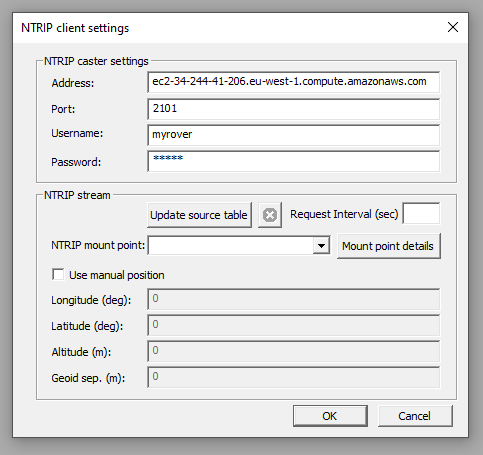 NTRIP client settings
NTRIP caster settings
Address: ec2-34-244-41-206.eu-west-1.compute.amazonaws.com
Port: 2101
Username: myrover
Password: *****
NTRIP stream
Update source table Request Interval (sec)
NTRIP mount point: Mount point details
Use manual position
Longitude (deg): 0
Latitude (deg): 0
Altitude (m): 0
Geoid sep. (m): 0
OK Cancel